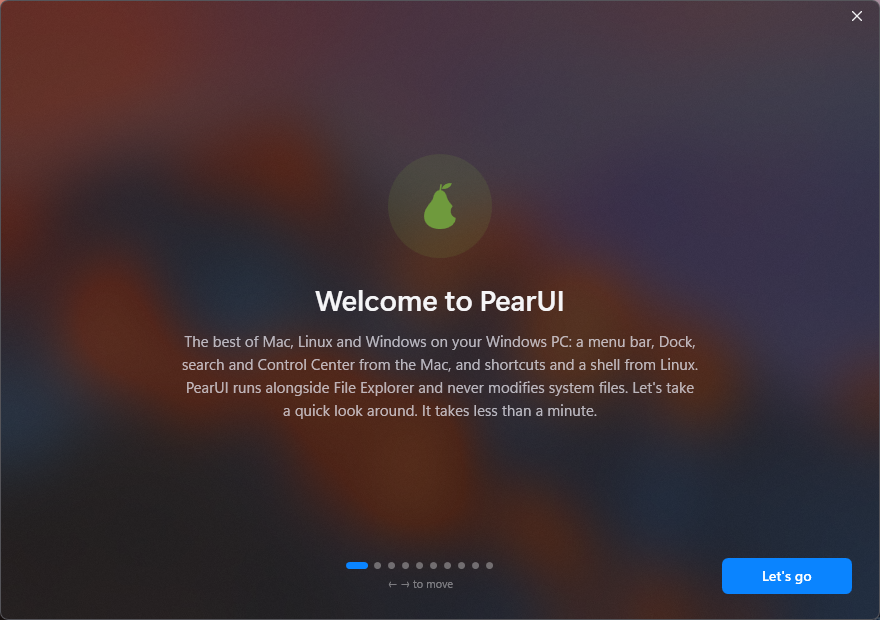 Welcome to PearUI
The best of Mac, Linux and Windows on your Windows PC: a menu bar, Dock,
search and Control Center from the Mac, and shortcuts and a shell from Linux.
PearUI runs alongside File Explorer and never modifies system files. Let's take
a quick look around. It takes less than a minute.
← → to move
Let's go